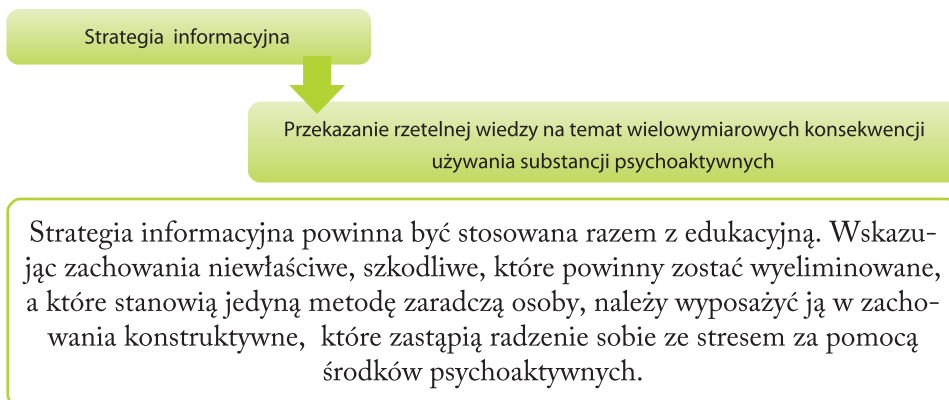 Strategia informacyjna
Przekazanie rzetelnej wiedzy na temat wielowymiarowych konsekwencji
używania substancji psychoaktywnych
Strategia informacyjna powinna być stosowana razem z edukacyjną. Wskazu-
jąc zachowania niewłaściwe, szkodliwe, które powinny zostać wyeliminowane,
a które stanowią jedyną metodę zaradczą osoby, należy wyposażyć ją w zacho-
wania konstruktywne, które zastąpią radzenie sobie ze stresem za pomocą
środków psychoaktywnych.